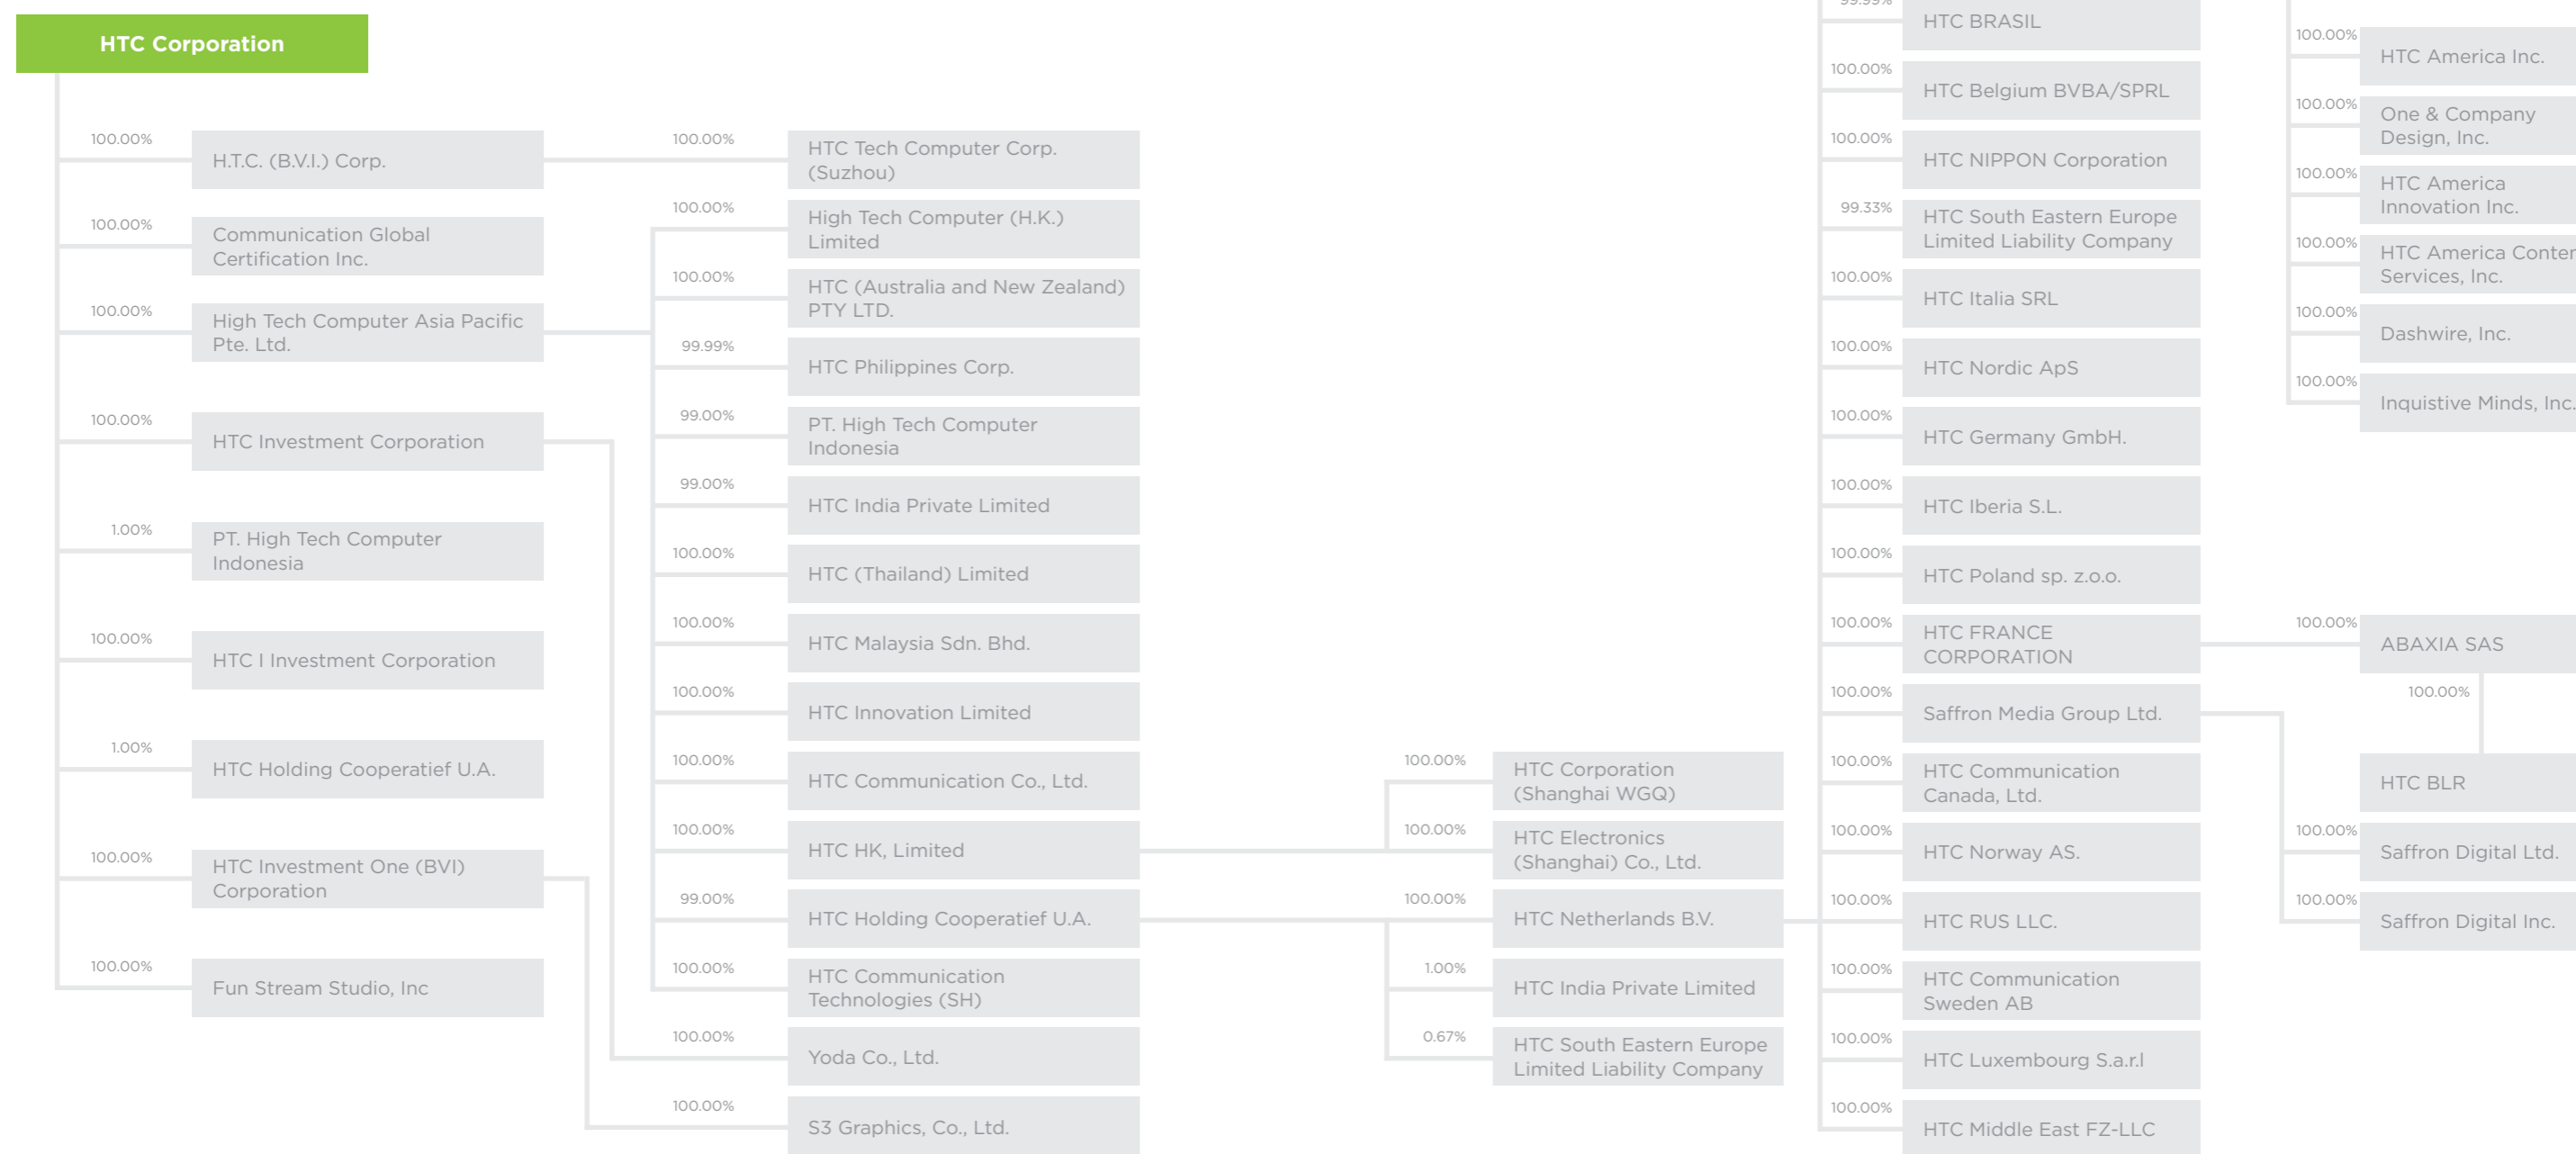 HTC Corporation
100.00%
H.T.C. (B.V.I.) Corp.
100.00%
Communication Global
Certification Inc.
100.00%
High Tech Computer Asia Pacific
Pte. Ltd.
100.00%
HTC Investment Corporation
1.00%
PT. High Tech Computer
Indonesia
100.00%
HTC I Investment Corporation
1.00%
HTC Holding Cooperatief U.A.
100.00%
HTC Investment One (BVI)
Corporation
100.00%
Fun Stream Studio, Inc
100.00%
HTC Tech Computer Corp.
(Suzhou)
100.00%
High Tech Computer (H.K.)
Limited
100.00%
HTC (Australia and New Zealand)
PTY LTD.
99.99%
HTC Philippines Corp.
99.00%
PT. High Tech Computer
Indonesia
99.00%
HTC India Private Limited
100.00%
HTC (Thailand) Limited
100.00%
HTC Malaysia Sdn. Bhd.
100.00%
HTC Innovation Limited
100.00%
HTC Communication Co., Ltd.
100.00%
HTC HK, Limited
99.00%
HTC Holding Cooperatief U.A.
100.00%
HTC Communication
Technologies (SH)
100.00%
Yoda Co., Ltd.
100.00%
S3 Graphics, Co., Ltd.
100.00%
HTC Corporation
(Shanghai WGQ)
100.00%
HTC Electronics
(Shanghai) Co., Ltd.
100.00%
HTC Netherlands B.V.
1.00%
HTC India Private Limited
0.67%
HTC South Eastern Europe
Limited Liability Company
99.99%
HTC BRASIL
100.00%
HTC Belgium BVBA/SPRL
100.00%
HTC NIPPON Corporation
99.33%
HTC South Eastern Europe
Limited Liability Company
100.00%
HTC Italia SRL
100.00%
HTC Nordic ApS
100.00%
HTC Germany GmbH.
100.00%
HTC Iberia S.L.
100.00%
HTC Poland sp. z.o.o.
100.00%
HTC FRANCE
CORPORATION
100.00%
Saffron Media Group Ltd.
100.00%
HTC Communication
Canada, Ltd.
100.00%
HTC Norway AS.
100.00%
HTC RUS LLC.
100.00%
HTC Communication
Sweden AB
100.00%
HTC Luxembourg S.a.r.l
100.00%
HTC Middle East FZ-LLC
100.00%
HTC America Inc.
100.00%
One & Company
Design, Inc.
100.00%
HTC America
Innovation Inc.
100.00%
HTC America Conten
Services, Inc.
100.00%
Dashwire, Inc.
100.00%
Inquistive Minds, Inc.
100.00%
ABAXIA SAS
100.00%
HTC BLR
100.00%
Saffron Digital Ltd.
100.00%
Saffron Digital Inc.